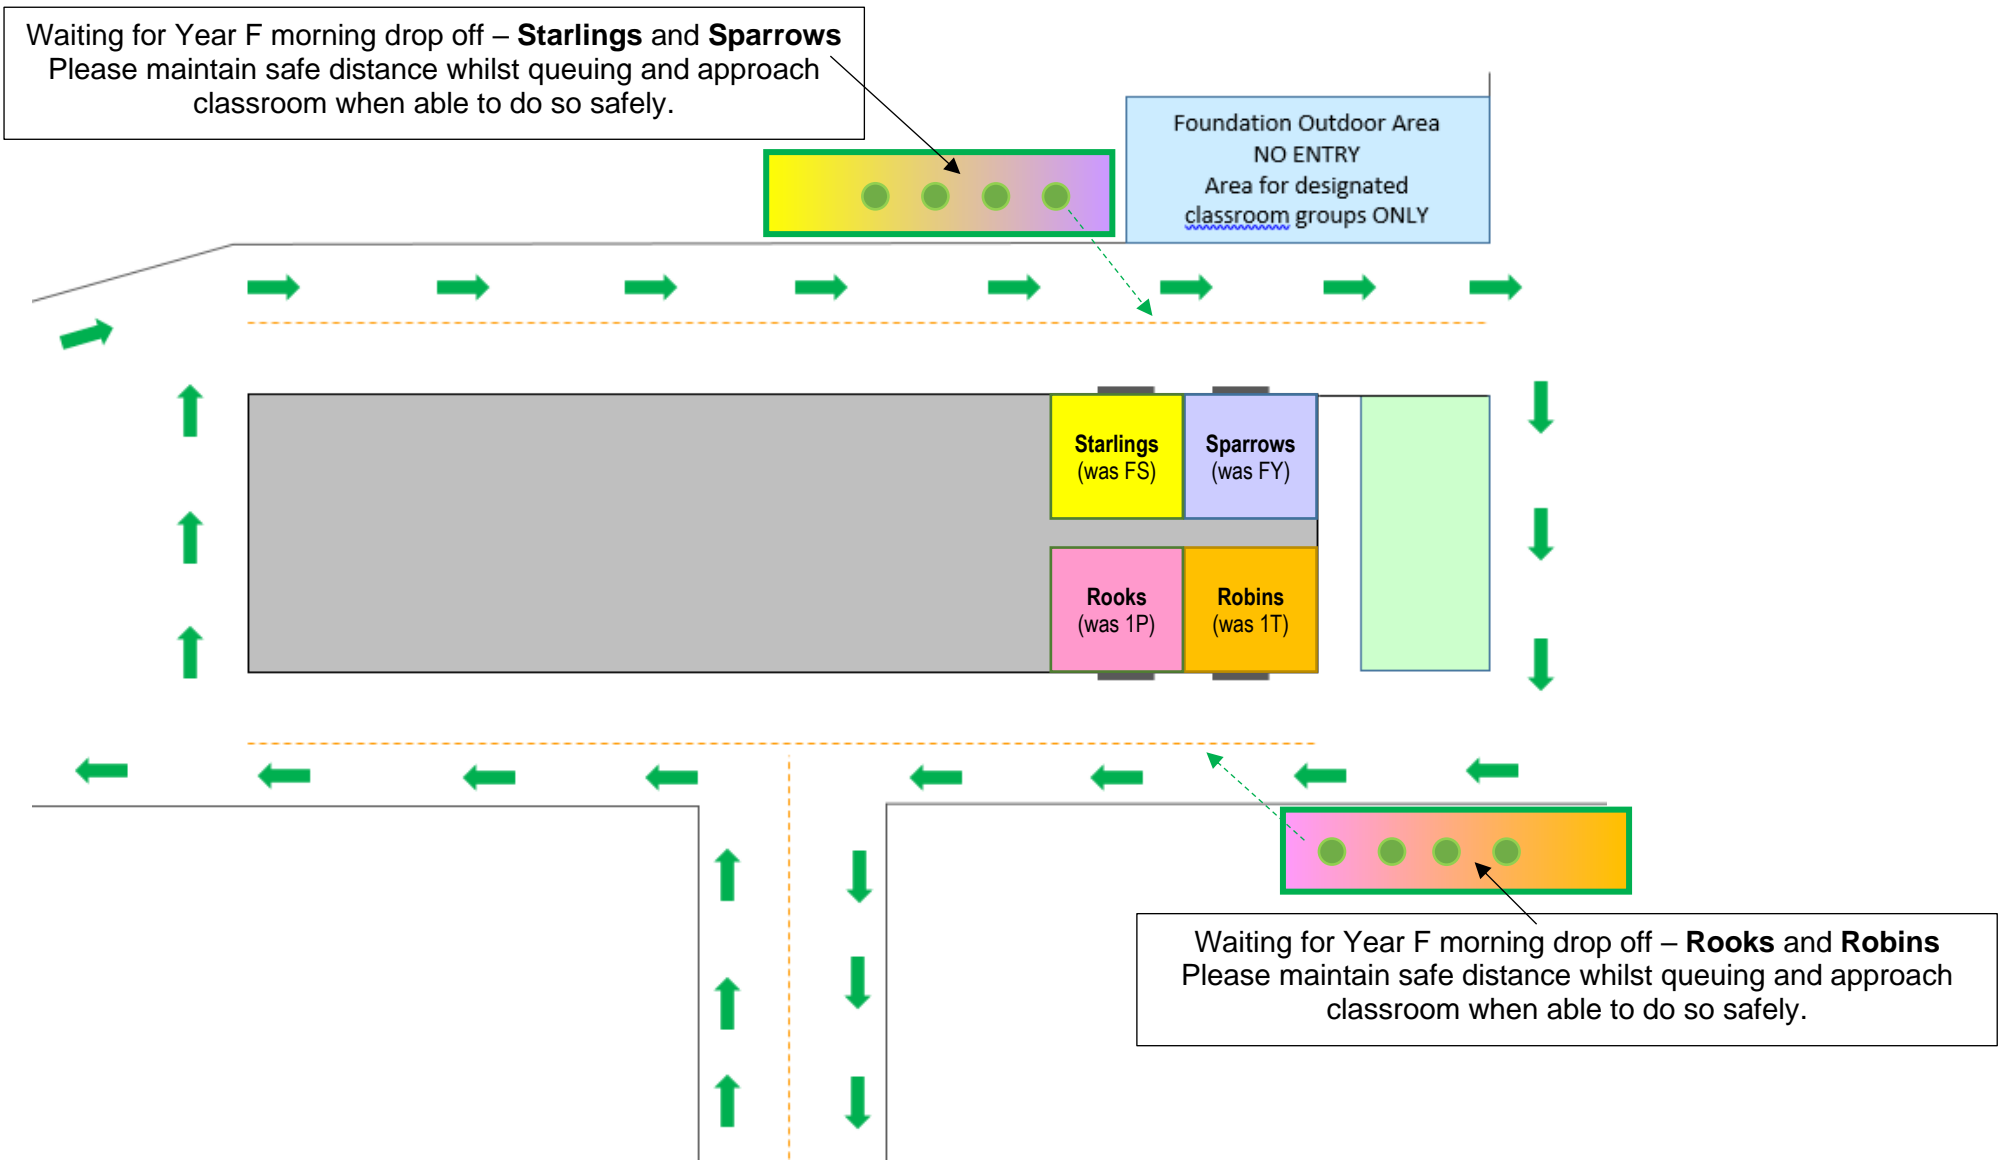 Waiting for Year F morning drop off – Starlings and Sparrows
Please maintain safe distance whilst queuing and approach
classroom when able to do so safely.
Foundation Outdoor Area
NO ENTRY
Area for designated
classroom groups ONLY
Starlings
(was FS)
Sparrows
(was FY)
Rooks
(was 1P)
Robins
(was 1T)
Waiting for Year F morning drop off – Rooks and Robins
Please maintain safe distance whilst queuing and approach
classroom when able to do so safely.